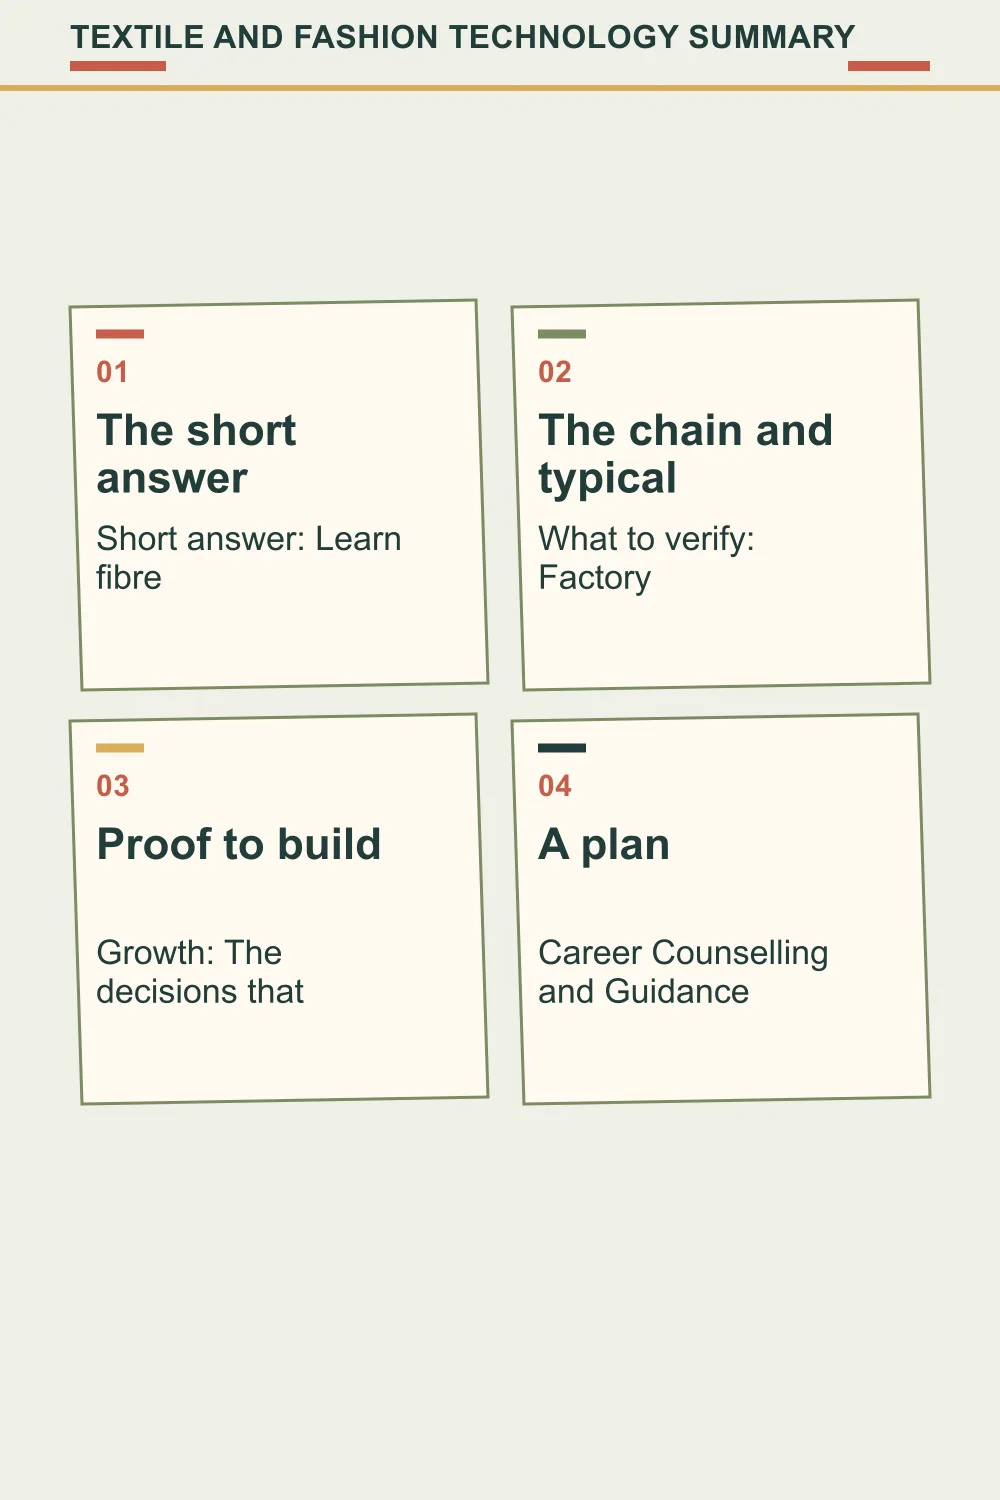 TEXTILE AND FASHION TECHNOLOGY SUMMARY
01
The short
answer
Short answer: Learn
fibre
02
The chain and
typical
What to verify:
Factory
03
Proof to build
Growth: The
decisions that
04
A plan
Career Counselling
and Guidance